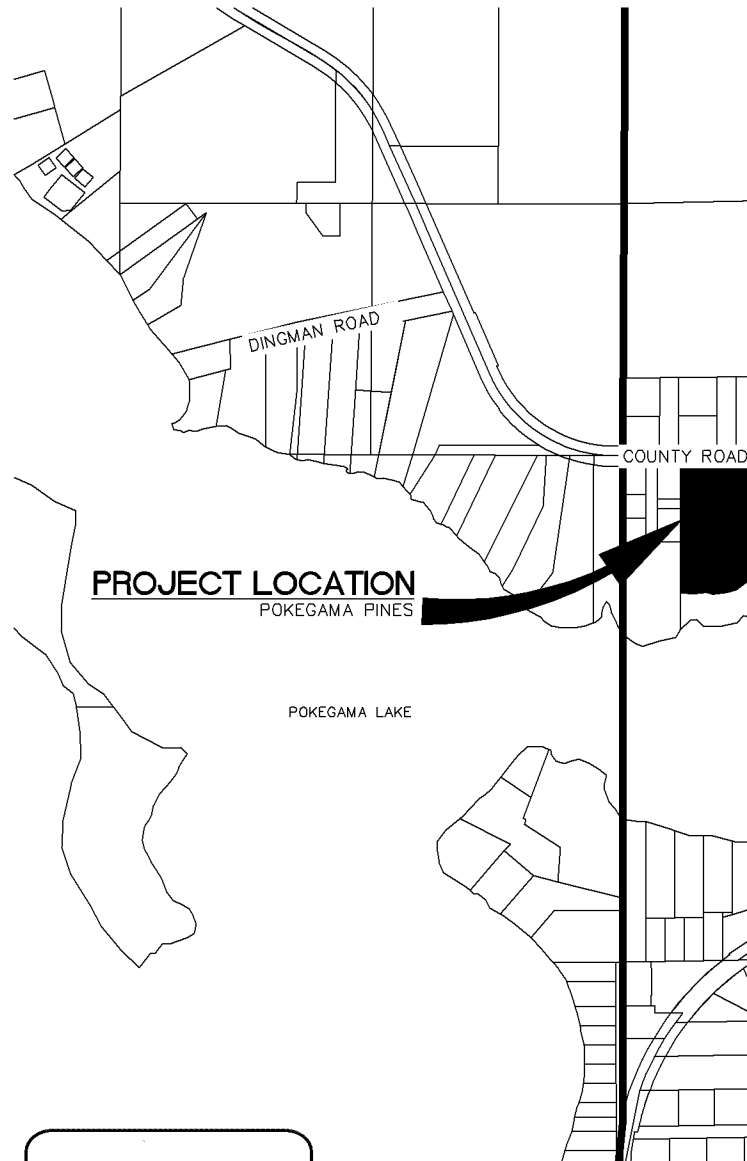 DINGMAN ROAD
COUNTY ROAD
PROJECT LOCATION
POKEGAMA PINES
POKEGAMA LAKE